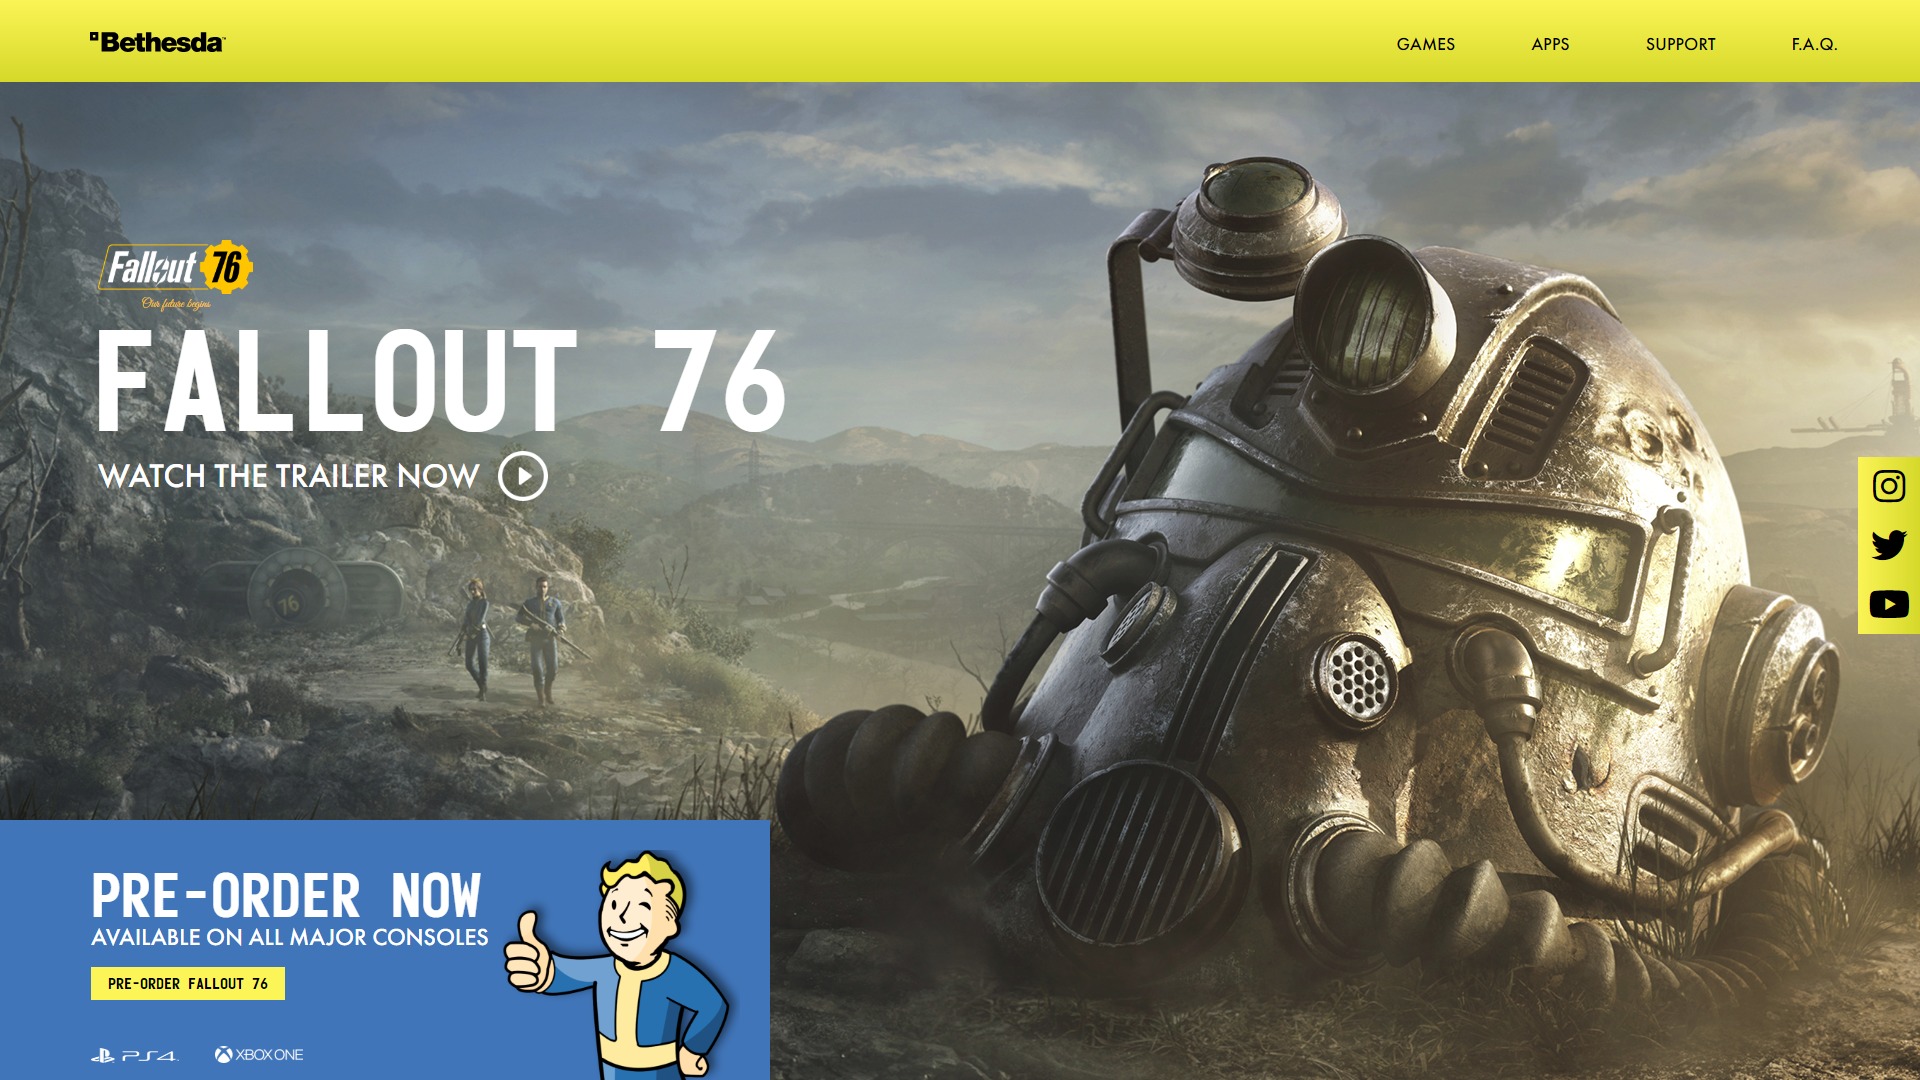 Bethesda
GAMES
APPS
SUPPORT
F.A.Q.
Fallout 76
Our future begins
FALLOUT 76
WATCH THE TRAILER NOW
76
PRE-ORDER NOW
AVAILABLE ON ALL MAJOR CONSOLES
PRE-ORDER FALLOUT 76
PS4
XBOX ONE